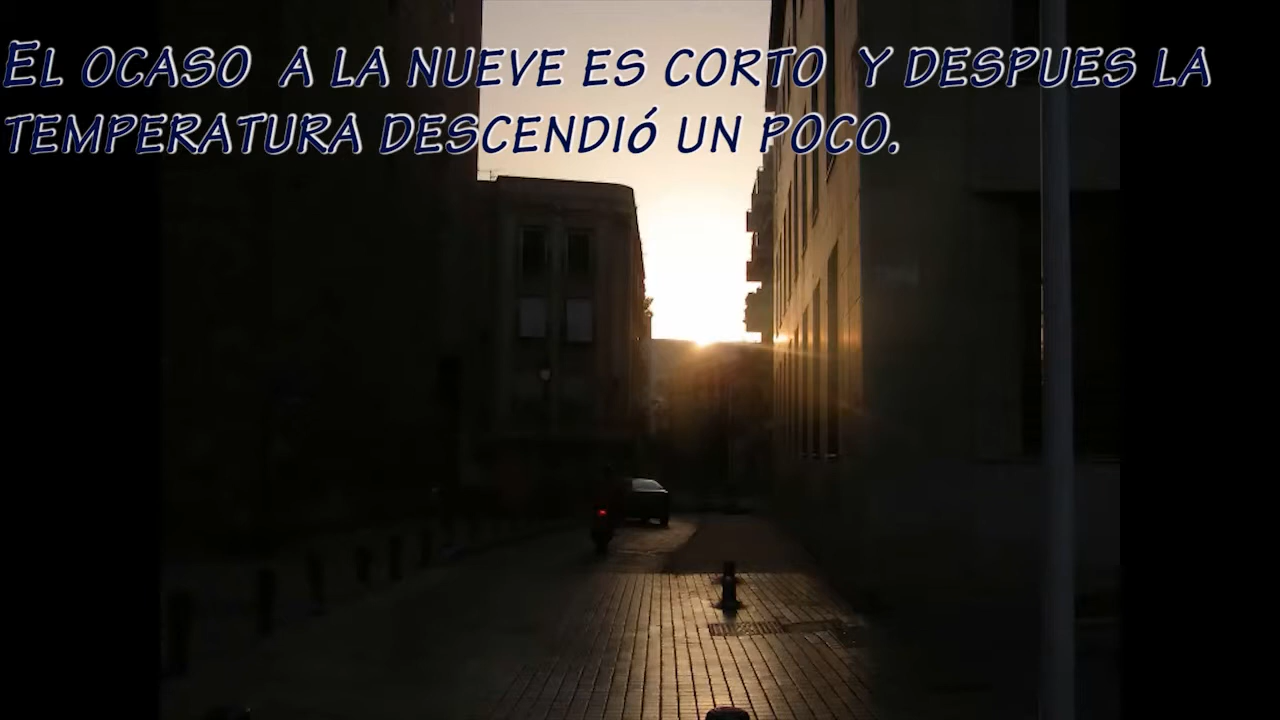 El ocaso a la nueve es corto y despues la
temperatura descendió un poco.